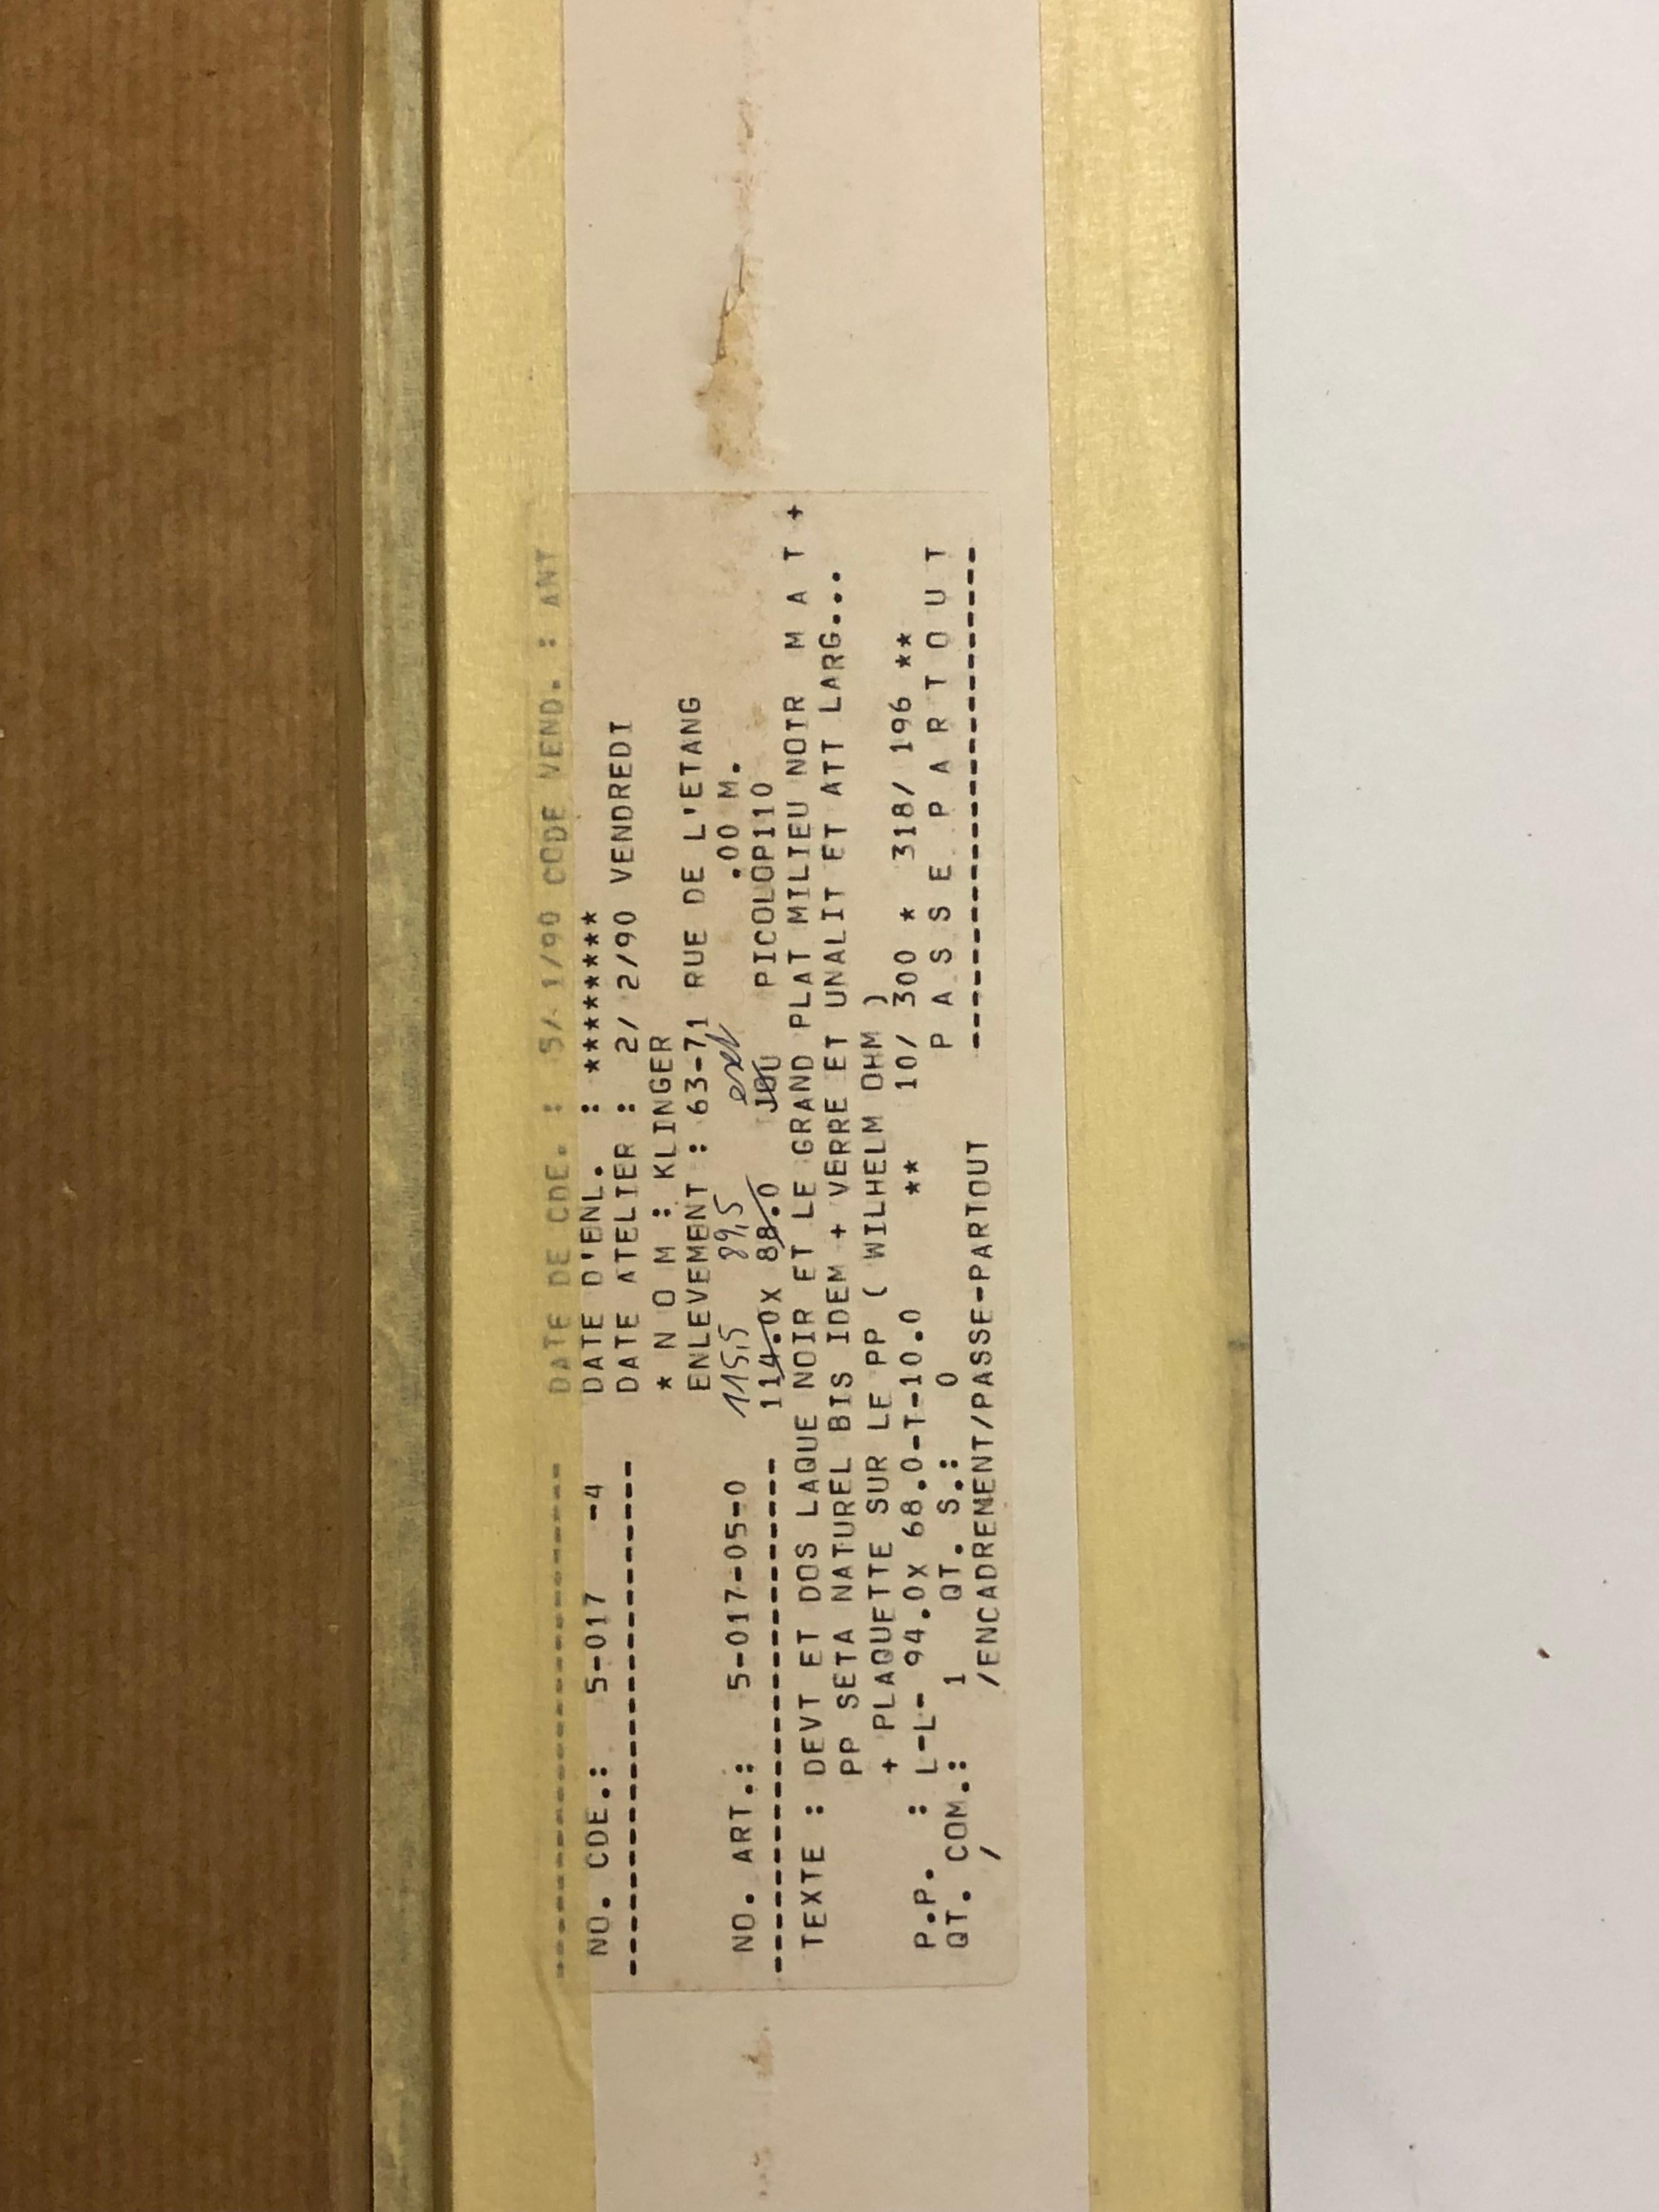 ------------------------- DATE DE CDE. : 5/ 1/90 CODE VEND. : ANT
NO. CDE.: 5-017 -4 DATE D'ENL. : ********
------------------------- DATE ATELIER : 2/ 2/90 VENDREDI
* N O M : KLINGER
ENLEVEMENT : 63-71 RUE DE L'ETANG
115,5 89,5 ext .00 M.
NO. ART.: 5-017-05-0 114.0X 88.0 JOU PICOLOP110
-------------------------
TEXTE : DEVT ET DOS LAQUE NOIR ET LE GRAND PLAT MILIEU NOIR M A T +
PP SETA NATUREL BIS IDEM + VERRE ET UNALIT ET ATT LARG...
+ PLAQUETTE SUR LE PP ( WILHELM OHM )
P.P. : L-L- 94.0X 68.0-T-10.0 ** 10/ 300 * 318/ 196 **
QT. COM.: 1 QT. S.: 0 P A S S E P A R T O U T
/ /ENCADREMENT/PASSE-PARTOUT -------------------------